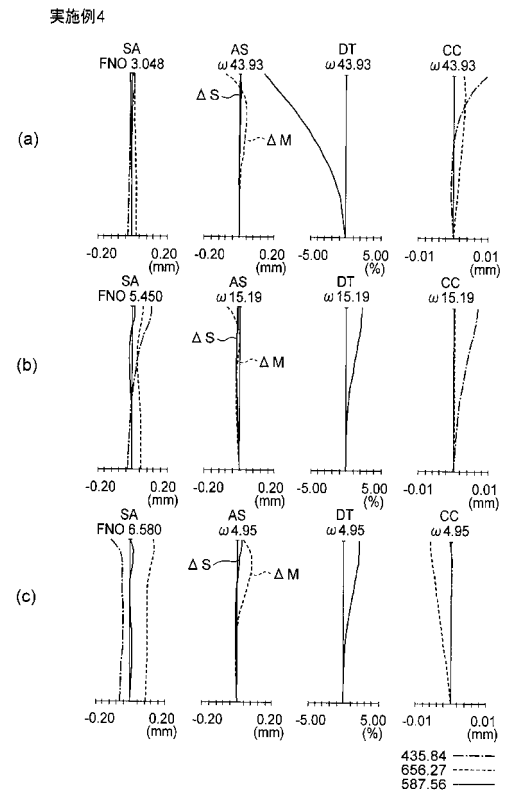 実施例4
SA AS DT CC
FNO 3.048 ω43.93 ω43.93 ω43.93
ΔS
ΔM
(a)
-0.20 0.20 0.20 -5.00 5.00 -0.01 0.01
(mm) (mm) (%) (mm)
SA AS DT CC
FNO 5.450 ω15.19 ω15.19 ω15.19
ΔS
ΔM
(b)
-0.20 0.20 0.20 -5.00 5.00 -0.01 0.01
(mm) (mm) (%) (mm)
SA AS DT CC
FNO 6.580 ω4.95 ω4.95 ω4.95
ΔS
ΔM
(c)
-0.20 0.20 -0.20 0.20 -5.00 5.00 -0.01 0.01
(mm) (mm) (%) (mm)
435.84
656.27
587.56